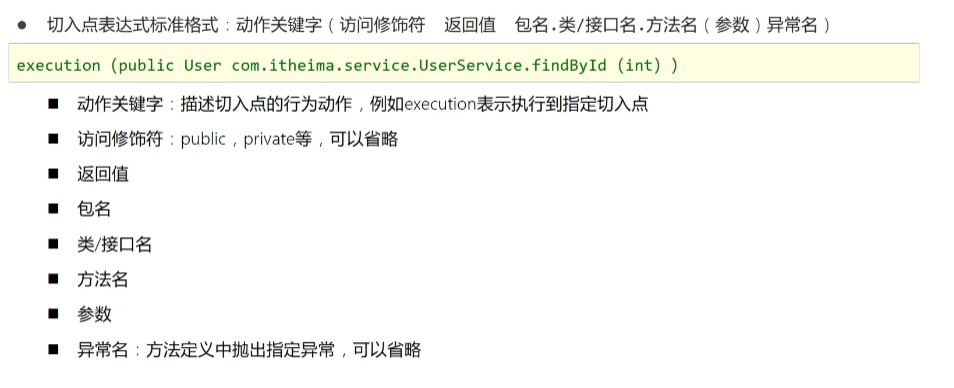 ● 切入点表达式标准格式：动作关键字（访问修饰符 返回值 包名.类/接口名.方法名（参数）异常名）
execution (public User com.itheima.service.UserService.findById (int) )
■ 动作关键字：描述切入点的行为动作，例如execution表示执行到指定切入点
■ 访问修饰符：public，private等，可以省略
■ 返回值
■ 包名
■ 类/接口名
■ 方法名
■ 参数
■ 异常名：方法定义中抛出指定异常，可以省略